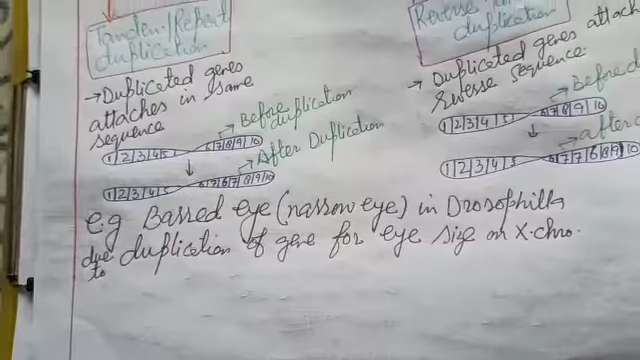 Tandem/Repeat
duplication
→Duplicated genes
attaches in same
sequence
Before duplication
1 2 3 4 5 6 7 8 9 10
After Duplication
1 2 3 4 5 6 7 6 7 8 9 10
Reverse
duplication
→ Duplicated genes attach
Reverse sequence.
Before d
1 2 3 4 5 6 7 8 9 10
after
1 2 3 4 5 6 7 7 6 8 9 10
e.g Barred eye (narrow eye) in Drosophilla
due to duplication of gene for eye size on X.chro.